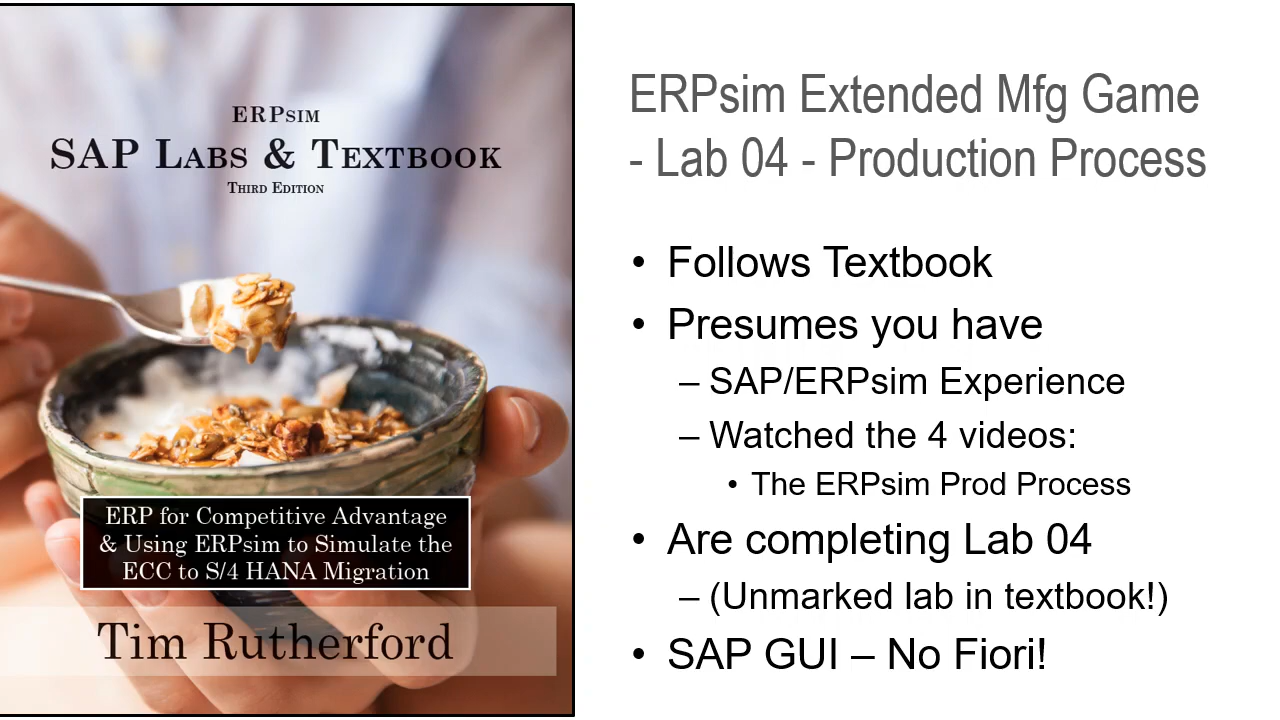 ERPSIM
SAP LABS & TEXTBOOK
THIRD EDITION
ERP for Competitive Advantage
& Using ERPsim to Simulate the
ECC to S/4 HANA Migration
Tim Rutherford
ERPsim Extended Mfg Game
- Lab 04 - Production Process
• Follows Textbook
• Presumes you have
– SAP/ERPsim Experience
– Watched the 4 videos:
• The ERPsim Prod Process
• Are completing Lab 04
– (Unmarked lab in textbook!)
• SAP GUI – No Fiori!